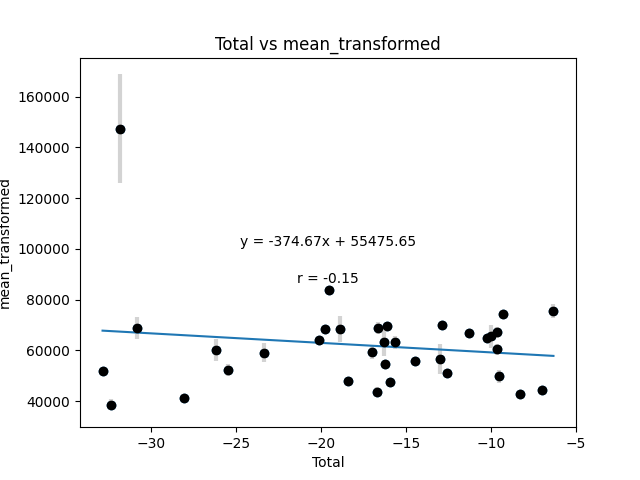 Total vs mean_transformed
160000
140000
120000
100000
80000
60000
40000
mean_transformed
y = -374.67x + 55475.65
r = -0.15
−30
−25
−20
−15
−10
−5
Total